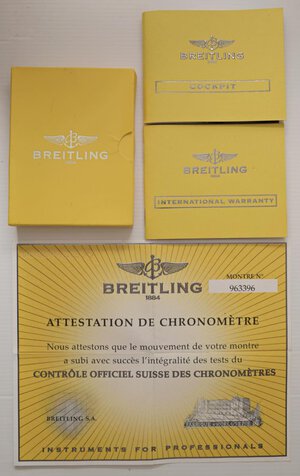 BREITLING
1884
BREITLING
1884
COCKPIT
BREITLING
1884
INTERNATIONAL WARRANTY
BREITLING
1884
MONTRE N°
963396
ATTESTATION DE CHRONOMÈTRE
Nous attestons que le mouvement de votre montre
a subi avec succès l'intégralité des tests du
CONTRÔLE OFFICIEL SUISSE DES CHRONOMÈTRES
BREITLING S.A.
INSTRUMENTS FOR PROFESSIONALS